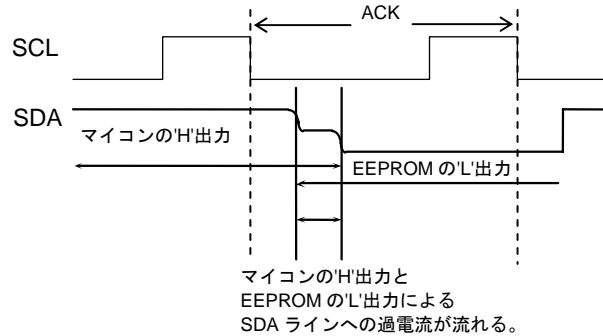 ACK
SCL
SDA
マイコンの'H'出力
EEPROM の'L'出力
マイコンの'H'出力と
EEPROM の'L'出力による
SDA ラインへの過電流が流れる。